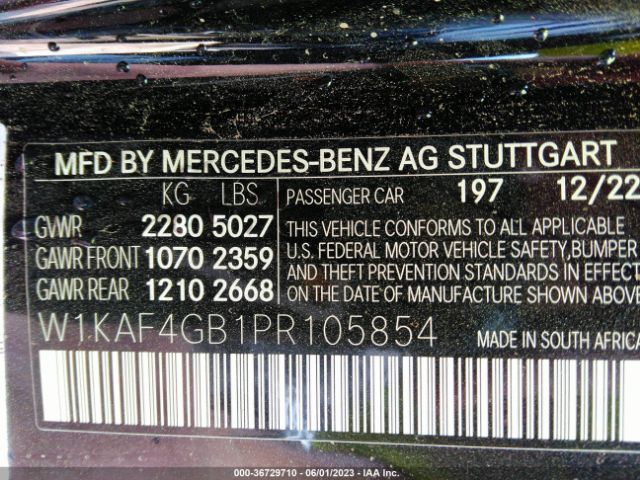 MFD BY MERCEDES-BENZ AG STUTTGART
KG LBS
GVWR 2280 5027
GAWR FRONT 1070 2359
GAWR REAR 1210 2668
PASSENGER CAR 197 12/22
THIS VEHICLE CONFORMS TO ALL APPLICABLE
U.S. FEDERAL MOTOR VEHICLE SAFETY, BUMPER
AND THEFT PREVENTION STANDARDS IN EFFECT
DATE OF MANUFACTURE SHOWN ABOVE
W1KAF4GB1PR105854
MADE IN SOUTH AFRICA
000-36729710 - 06/01/2023 - IAA Inc.